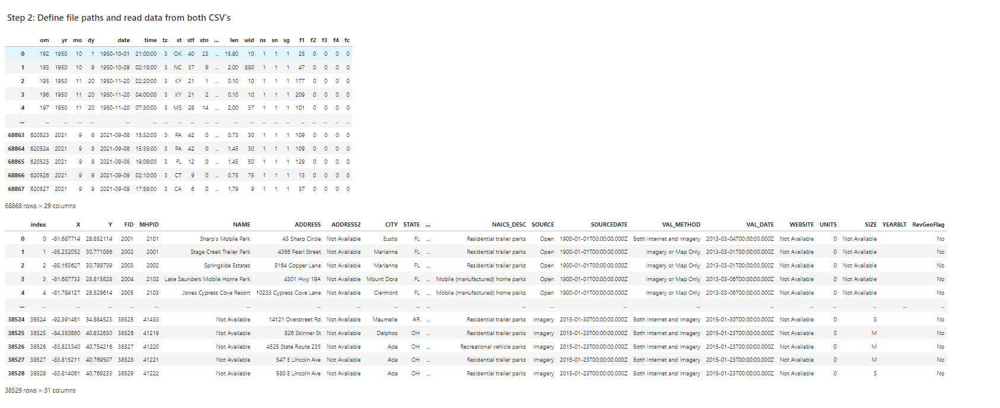 Step 2: Define file paths and read data from both CSV's
om yr mo dy date time tz st stf stn ... len wid ns sn sg f1 f2 f3 f4 fc
0 192 1950 10 1 1950-10-01 21:00:00 3 OK 40 23 ... 15.80 10 1 1 1 25 0 0 0 0
1 193 1950 10 9 1950-10-09 02:15:00 3 NC 37 9 ... 2.00 880 1 1 1 47 0 0 0 0
2 195 1950 11 20 1950-11-20 02:20:00 3 KY 21 1 ... 0.10 10 1 1 1 177 0 0 0 0
3 196 1950 11 20 1950-11-20 04:00:00 3 KY 21 2 ... 0.10 10 1 1 1 209 0 0 0 0
4 197 1950 11 20 1950-11-20 07:30:00 3 MS 28 14 ... 2.00 37 1 1 1 101 0 0 0 0
... ... ... ... ... ... ... ... ... ... ... ... ... ... ... ... ... ... ... ... ... ...
68863 620523 2021 9 8 2021-09-08 15:32:00 3 PA 42 0 ... 0.73 30 1 1 1 109 0 0 0 0
68864 620524 2021 9 8 2021-09-08 15:35:00 3 PA 42 0 ... 1.45 30 1 1 1 109 0 0 0 0
68865 620525 2021 9 8 2021-09-08 19:08:00 3 FL 12 0 ... 1.45 50 1 1 1 129 0 0 0 0
68866 620526 2021 9 9 2021-09-09 02:10:00 3 CT 9 0 ... 0.75 75 1 1 1 13 0 0 0 0
68867 620527 2021 9 9 2021-09-09 17:58:00 3 CA 6 0 ... 1.79 9 1 1 1 37 0 0 0 0
68868 rows × 29 columns
index X Y FID MHPID NAME ADDRESS ADDRESS2 CITY STATE ... NAICS_DESC SOURCE SOURCEDATE VAL_METHOD VAL_DATE WEBSITE UNITS SIZE YEARBLT RevGeoFlag
0 0 -81.687714 28.852114 2001 2101 Sharp's Mobile Park 43 Sharp Circle Not Available Eustis FL ... Residential trailer parks Open 1900-01-01T00:00:00.000Z Both Internet and Imagery 2013-03-04T00:00:00.000Z Not Available 0 Not Available No
1 1 -85.232052 30.771086 2002 2001 Stage Creek Trailer Park 4366 Pearl Street Not Available Marianna FL ... Residential trailer parks Open 1900-01-01T00:00:00.000Z Imagery or Map Only 2013-03-01T00:00:00.000Z Not Available 0 Not Available No
2 2 -85.163627 30.789739 2003 2002 Springside Estates 5164 Copper Lane Not Available Marianna FL ... Residential trailer parks Open 1900-01-01T00:00:00.000Z Imagery or Map Only 2013-03-01T00:00:00.000Z Not Available 0 Not Available No
3 3 -81.687733 28.815828 2004 2102 Lake Saunders Mobile Home Park 4301 Hwy 19A Not Available Mount Dora FL ... Mobile (manufactured) home parks Open 1900-01-01T00:00:00.000Z Imagery or Map Only 2013-03-06T00:00:00.000Z Not Available 0 Not Available No
4 4 -81.784127 28.529614 2005 2103 Jones Cypress Cove Resort 10233 Cypress Cove Lane Not Available Clermont FL ... Mobile (manufactured) home parks Open 1900-01-01T00:00:00.000Z Imagery or Map Only 2013-03-06T00:00:00.000Z Not Available 0 Not Available No
... ... ... ... ... ... ... ... ... ... ... ... ... ... ... ... ... ... ... ... ... ...
38524 38524 -92.391481 34.884523 38525 41433 Not Available 14121 Overstreet Rd Not Available Maumelle AR ... Residential trailer parks Imagery 2015-01-30T00:00:00.000Z Both Internet and Imagery 2015-01-30T00:00:00.000Z Not Available 0 S No
38525 38525 -84.350860 40.832630 38526 41219 Not Available 826 Skinner St Not Available Delphos OH ... Residential trailer parks Imagery 2015-01-23T00:00:00.000Z Both Internet and Imagery 2015-01-23T00:00:00.000Z Not Available 0 M No
38526 38526 -83.823340 40.754216 38527 41220 Not Available 4525 State Route 235 Not Available Ada OH ... Recreational vehicle parks Imagery 2015-01-23T00:00:00.000Z Both Internet and Imagery 2015-01-23T00:00:00.000Z Not Available 0 M No
38527 38527 -83.815211 40.769507 38528 41221 Not Available 547 E Lincoln Ave Not Available Ada OH ... Residential trailer parks Imagery 2015-01-23T00:00:00.000Z Both Internet and Imagery 2015-01-23T00:00:00.000Z Not Available 0 M No
38528 38528 -83.814061 40.769233 38529 41222 Not Available 580 E Lincoln Ave Not Available Ada OH ... Residential trailer parks Imagery 2015-01-23T00:00:00.000Z Both Internet and Imagery 2015-01-23T00:00:00.000Z Not Available 0 S No
38529 rows × 31 columns